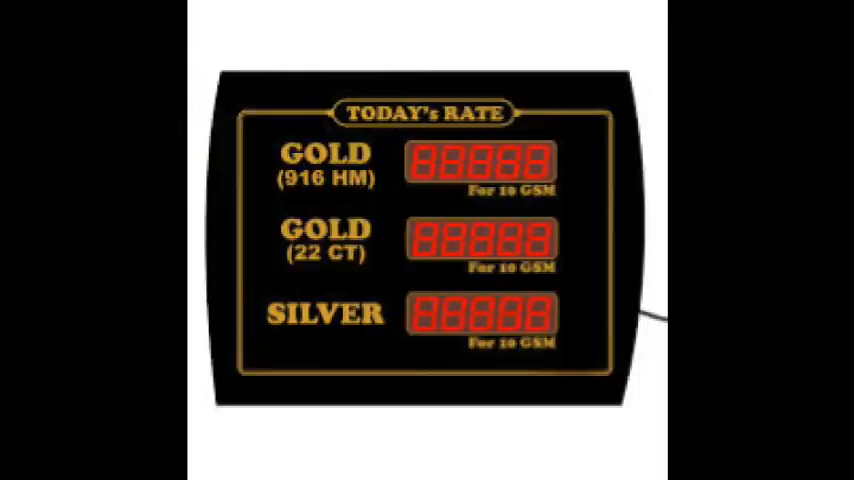 TODAY's RATE
GOLD
(916 HM)
88888
For 10 GSM
GOLD
(22 CT)
88888
For 10 GSM
SILVER
88888
For 10 GSM